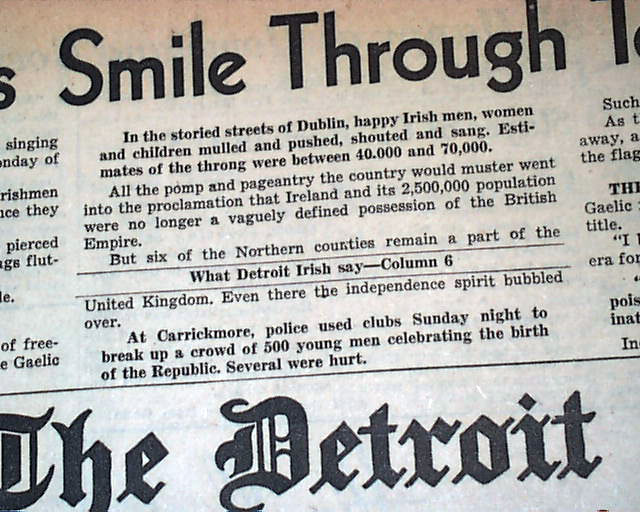 s Smile Through
singing
onday of
rishmen
nce they
pierced
ags flut-
le.
of free-
e Gaelic
In the storied streets of Dublin, happy Irish men, women
and children mulled and pushed, shouted and sang. Esti-
mates of the throng were between 40.000 and 70,000.
All the pomp and pageantry the country would muster went
into the proclamation that Ireland and its 2,500,000 population
were no longer a vaguely defined possession of the British
Empire.
But six of the Northern counties remain a part of the
What Detroit Irish say—Column 6
United Kingdom. Even there the independence spirit bubbled
over.
At Carrickmore, police used clubs Sunday night to
break up a crowd of 500 young men celebrating the birth
of the Republic. Several were hurt.
Such
As t
away, a
the flag
TH
Gaelic
title.
"I
era for
pois
inat
In
The Detroit